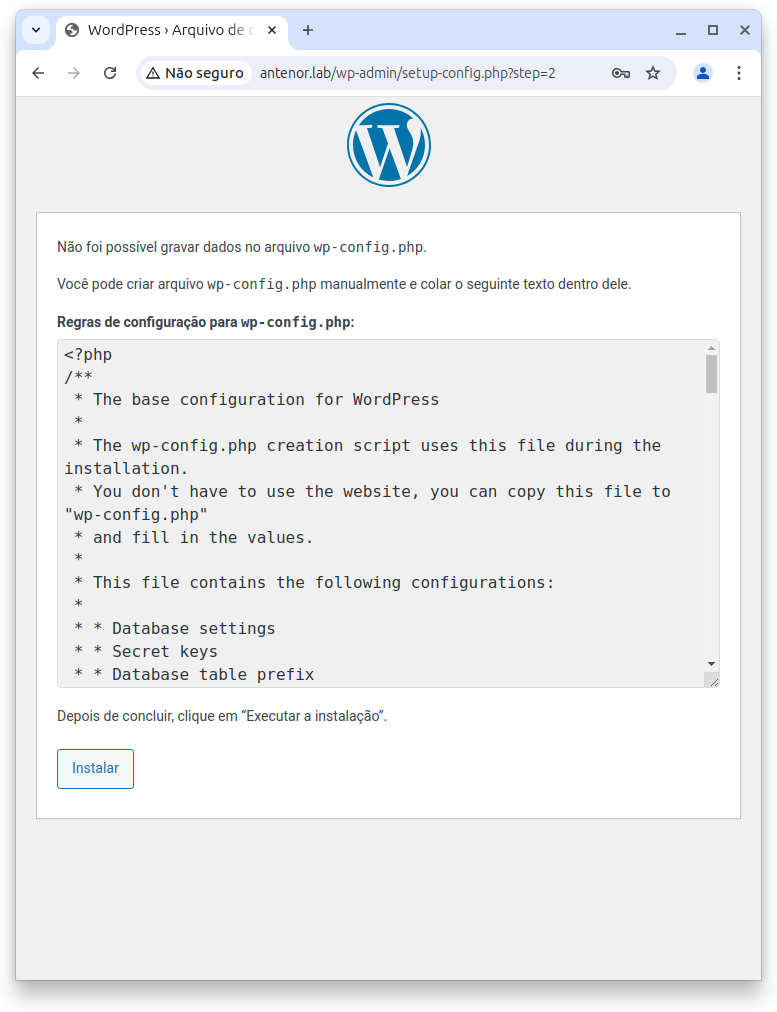 WordPress › Arquivo de c
Não seguro antenor.lab/wp-admin/setup-config.php?step=2
Não foi possível gravar dados no arquivo wp-config.php.
Você pode criar arquivo wp-config.php manualmente e colar o seguinte texto dentro dele.
Regras de configuração para wp-config.php:
<?php
/**
 * The base configuration for WordPress
 *
 * The wp-config.php creation script uses this file during the
installation.
 * You don't have to use the website, you can copy this file to
"wp-config.php"
 * and fill in the values.
 *
 * This file contains the following configurations:
 *
 * * Database settings
 * * Secret keys
 * * Database table prefix
Depois de concluir, clique em “Executar a instalação”.
Instalar